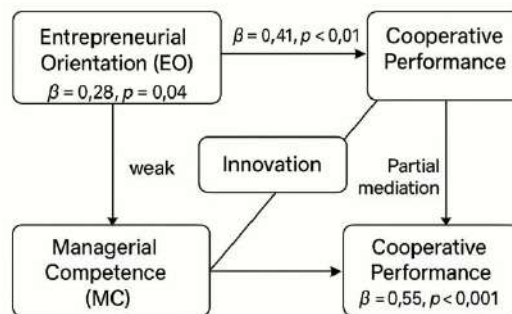 Entrepreneurial
Orientation (EO)
β = 0,28, p = 0,04
β = 0,41, p < 0,01
Cooperative
Performance
weak
Innovation
Partial
mediation
Managerial
Competence
(MC)
Cooperative
Performance
β = 0,55, p < 0,001